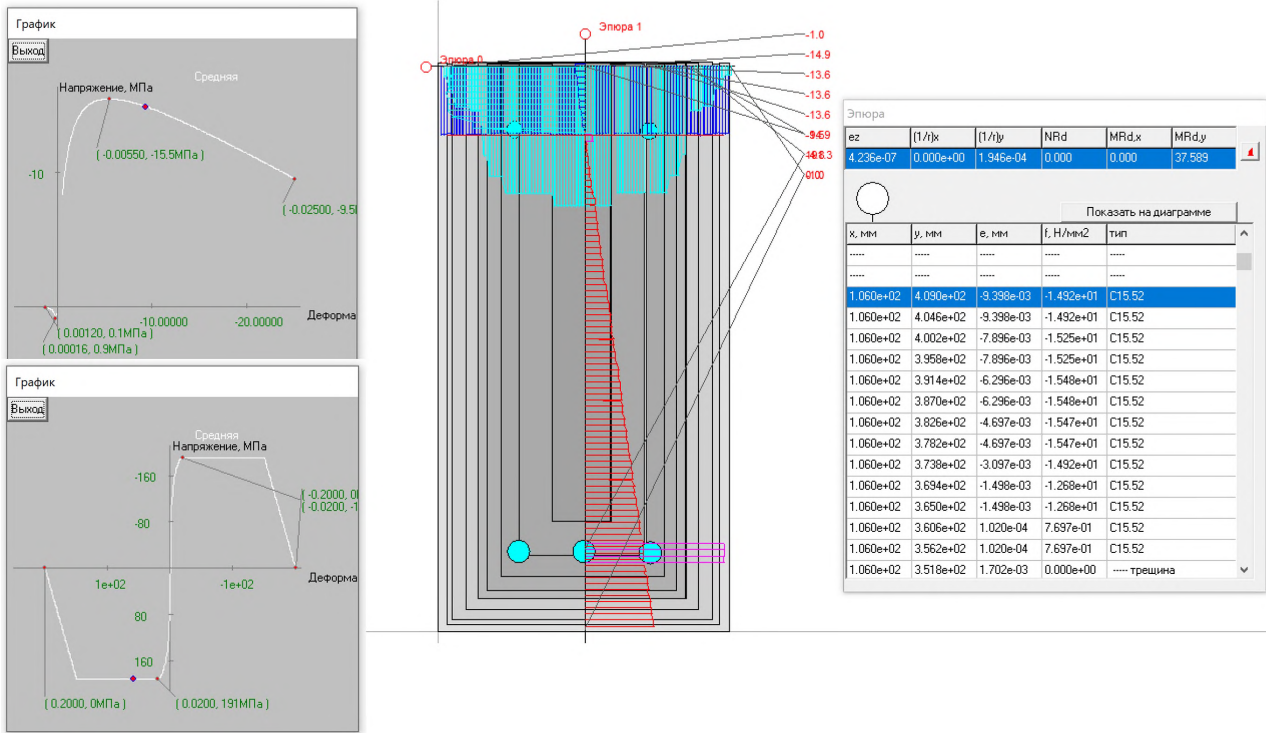 График
Выход
Средняя
Напряжение, МПа
( -0.00550, -15.5МПа )
-10
( -0.02500, -9.5
-10.00000
-20.00000
Деформа
( 0.00120, 0.1МПа )
( 0.00016, 0.9МПа )
График
Выход
Средняя
Напряжение, МПа
-160
( -0.2000, 0
( -0.0200, -1
-80
1e+02
-1e+02
Деформа
80
160
( 0.2000, 0МПа )
( 0.0200, 191МПа )
Эпюра 1
Эпюра 0
-1.0
-14.9
-13.6
-13.6
-13.6
Эпюра
ez
(1/r)x
(1/r)y
NRd
MRd,x
MRd,y
4.236e-07
0.000e+00
1.946e-04
0.000
0.000
37.589
Показать на диаграмме
x, мм
y, мм
e, мм
f, Н/мм2
тип
-----
-----
-----
-----
-----
-----
-----
-----
-----
-----
1.060e+02 4.090e+02 -9.398e-03 -1.492e+01 C15.52
1.060e+02 4.046e+02 -9.398e-03 -1.492e+01 C15.52
1.060e+02 4.002e+02 -7.896e-03 -1.525e+01 C15.52
1.060e+02 3.958e+02 -7.896e-03 -1.525e+01 C15.52
1.060e+02 3.914e+02 -6.296e-03 -1.548e+01 C15.52
1.060e+02 3.870e+02 -6.296e-03 -1.548e+01 C15.52
1.060e+02 3.826e+02 -4.697e-03 -1.547e+01 C15.52
1.060e+02 3.782e+02 -4.697e-03 -1.547e+01 C15.52
1.060e+02 3.738e+02 -3.097e-03 -1.492e+01 C15.52
1.060e+02 3.694e+02 -1.498e-03 -1.268e+01 C15.52
1.060e+02 3.650e+02 -1.498e-03 -1.268e+01 C15.52
1.060e+02 3.606e+02 1.020e-04 7.697e-01 C15.52
1.060e+02 3.562e+02 1.020e-04 7.697e-01 C15.52
1.060e+02 3.518e+02 1.702e-03 0.000e+00 ---- трещина